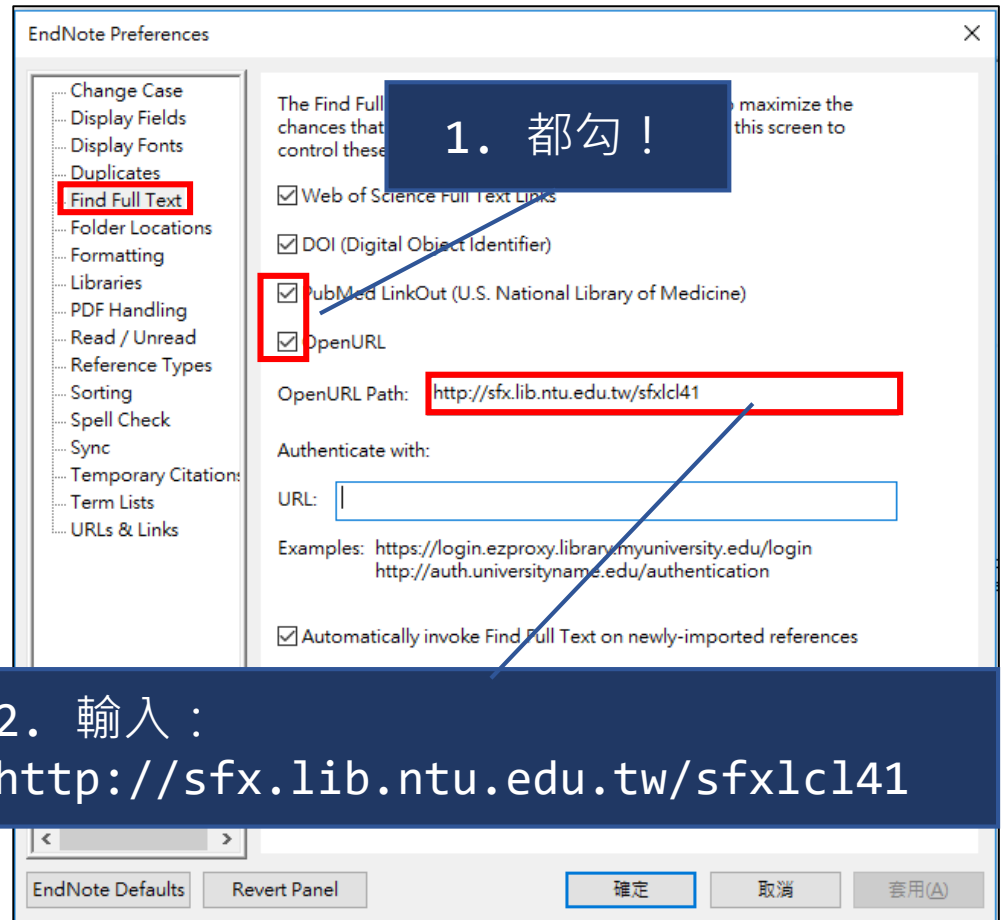 EndNote Preferences
Change Case
Display Fields
Display Fonts
Duplicates
Find Full Text
Folder Locations
Formatting
Libraries
PDF Handling
Read / Unread
Reference Types
Sorting
Spell Check
Sync
Temporary Citation
Term Lists
URLs & Links
The Find Full
maximize the
chances that
this screen to
control these
1. 都勾！
Web of Science Full Text Links
DOI (Digital Object Identifier)
PubMed LinkOut (U.S. National Library of Medicine)
OpenURL
OpenURL Path: http://sfx.lib.ntu.edu.tw/sfxlcl41
Authenticate with:
URL:
Examples: https://login.ezproxy.library.myuniversity.edu/login
http://auth.universityname.edu/authentication
Automatically invoke Find Full Text on newly-imported references
2. 輸入：
http://sfx.lib.ntu.edu.tw/sfxlcl41
EndNote Defaults
Revert Panel
確定
取消
套用(A)